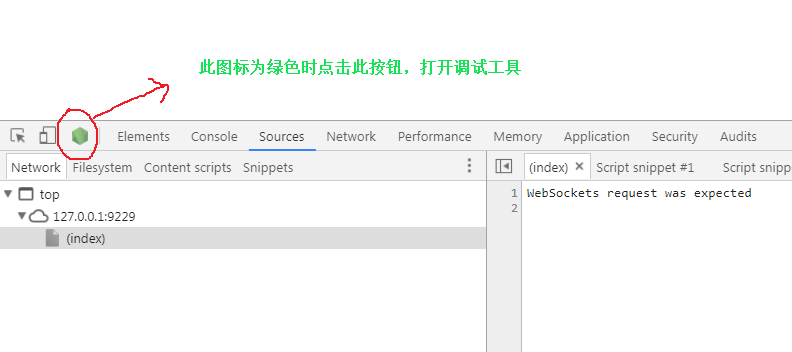 此图标为绿色时点击此按钮，打开调试工具
Elements Console Sources Network Performance Memory Application Security Audits
Network Filesystem Content scripts Snippets
(index) × Script snippet #1 Script snipp
top
127.0.0.1:9229
(index)
1 WebSockets request was expected
2